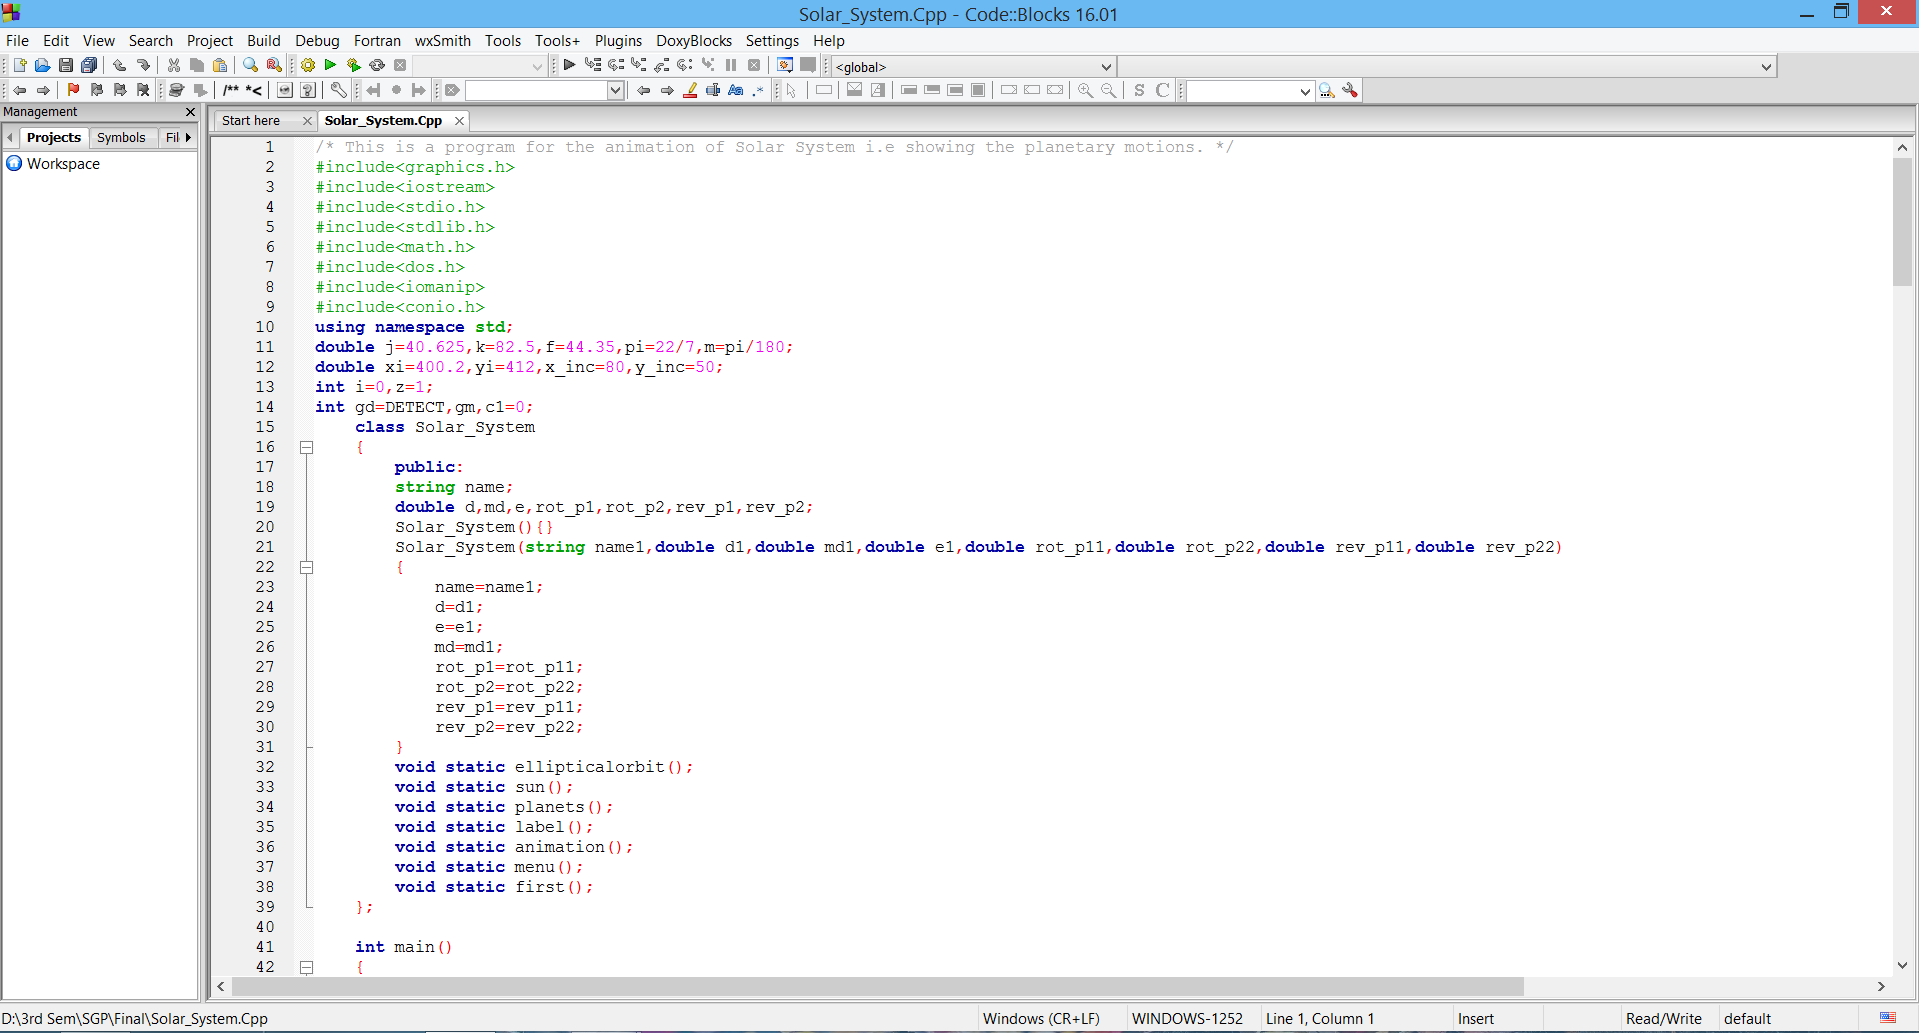 Solar_System.Cpp - Code::Blocks 16.01
File Edit View Search Project Build Debug Fortran wxSmith Tools Tools+ Plugins DoxyBlocks Settings Help
<global>
/** *<
Aa .* S C
Management
Projects Symbols Fil
Workspace
Start here Solar_System.Cpp
1 /* This is a program for the animation of Solar System i.e showing the planetary motions. */
2 #include<graphics.h>
3 #include<iostream>
4 #include<stdio.h>
5 #include<stdlib.h>
6 #include<math.h>
7 #include<dos.h>
8 #include<iomanip>
9 #include<conio.h>
10 using namespace std;
11 double j=40.625,k=82.5,f=44.35,pi=22/7,m=pi/180;
12 double xi=400.2,yi=412,x_inc=80,y_inc=50;
13 int i=0,z=1;
14 int gd=DETECT,gm,c1=0;
15 class Solar_System
16 {
17 public:
18 string name;
19 double d,md,e,rot_p1,rot_p2,rev_p1,rev_p2;
20 Solar_System(){}
21 Solar_System(string name1,double d1,double md1,double e1,double rot_p11,double rot_p22,double rev_p11,double rev_p22)
22 {
23 name=name1;
24 d=d1;
25 e=e1;
26 md=md1;
27 rot_p1=rot_p11;
28 rot_p2=rot_p22;
29 rev_p1=rev_p11;
30 rev_p2=rev_p22;
31 }
32 void static ellipticalorbit();
33 void static sun();
34 void static planets();
35 void static label();
36 void static animation();
37 void static menu();
38 void static first();
39 };
40
41 int main()
42 {
D:\3rd Sem\SGP\Final\Solar_System.Cpp Windows (CR+LF) WINDOWS-1252 Line 1, Column 1 Insert Read/Write default